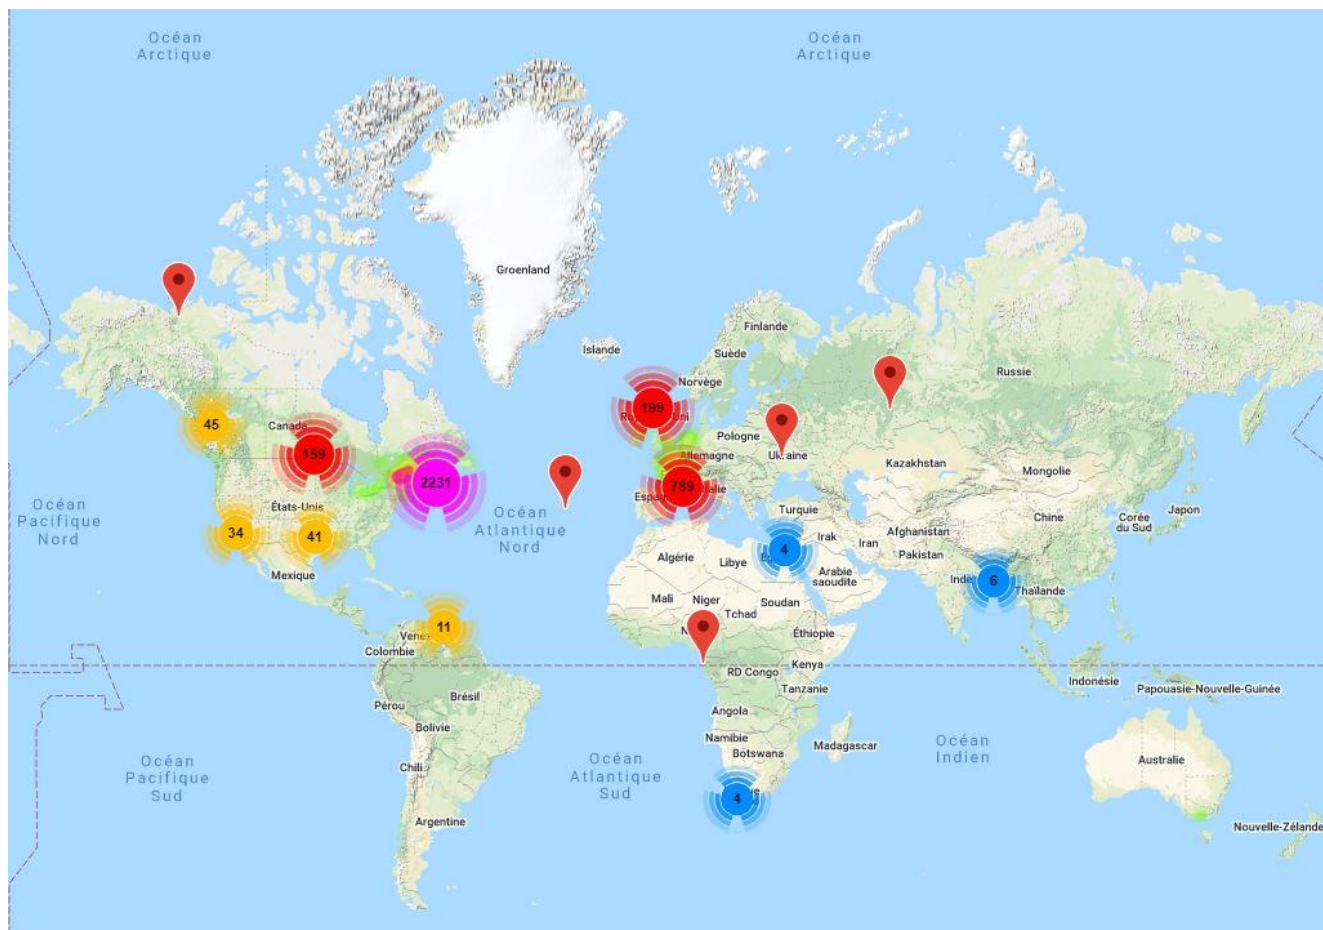 Océan
Arctique
Océan
Arctique
Groenland
Finlande
Islande
Suède
Norvège
Russie
199
45
Canada
Pologne
159
Allemagne
Ukraine
Kazakhstan
Mongolie
2231
789
États-Unis
Océan
Pacifique
Nord
Océan
Atlantique
Nord
Turquie
Chine
Corée
du Sud
Japon
34
41
4
Irak
Iran
Afghanistan
Pakistan
Algérie
Libye
Arabie
saoudite
Mexique
6
Thaïlande
Mali
Niger
Tchad
Soudan
11
Éthiopie
Colombie
RD Congo
Kenya
Tanzanie
Indonésie
Papouasie-Nouvelle-Guinée
Pérou
Brésil
Angola
Bolivie
Namibie
Botswana
Madagascar
Océan
Indien
Océan
Pacifique
Sud
Chili
Océan
Atlantique
Sud
Australie
4
Argentine
Nouvelle-Zélande